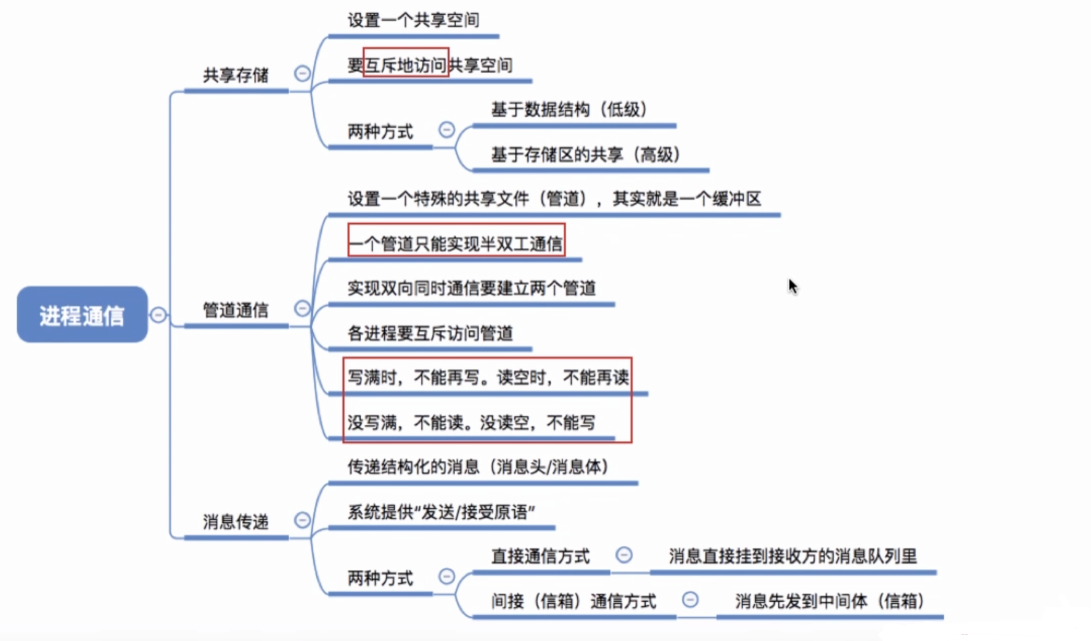 进程通信
共享存储
设置一个共享空间
要互斥地访问共享空间
两种方式
基于数据结构（低级）
基于存储区的共享（高级）
管道通信
设置一个特殊的共享文件（管道），其实就是一个缓冲区
一个管道只能实现半双工通信
实现双向同时通信要建立两个管道
各进程要互斥访问管道
写满时，不能再写。读空时，不能再读
没写满，不能读。没读空，不能写
消息传递
传递结构化的消息（消息头/消息体）
系统提供“发送/接受原语”
两种方式
直接通信方式
消息直接挂到接收方的消息队列里
间接（信箱）通信方式
消息先发到中间体（信箱）